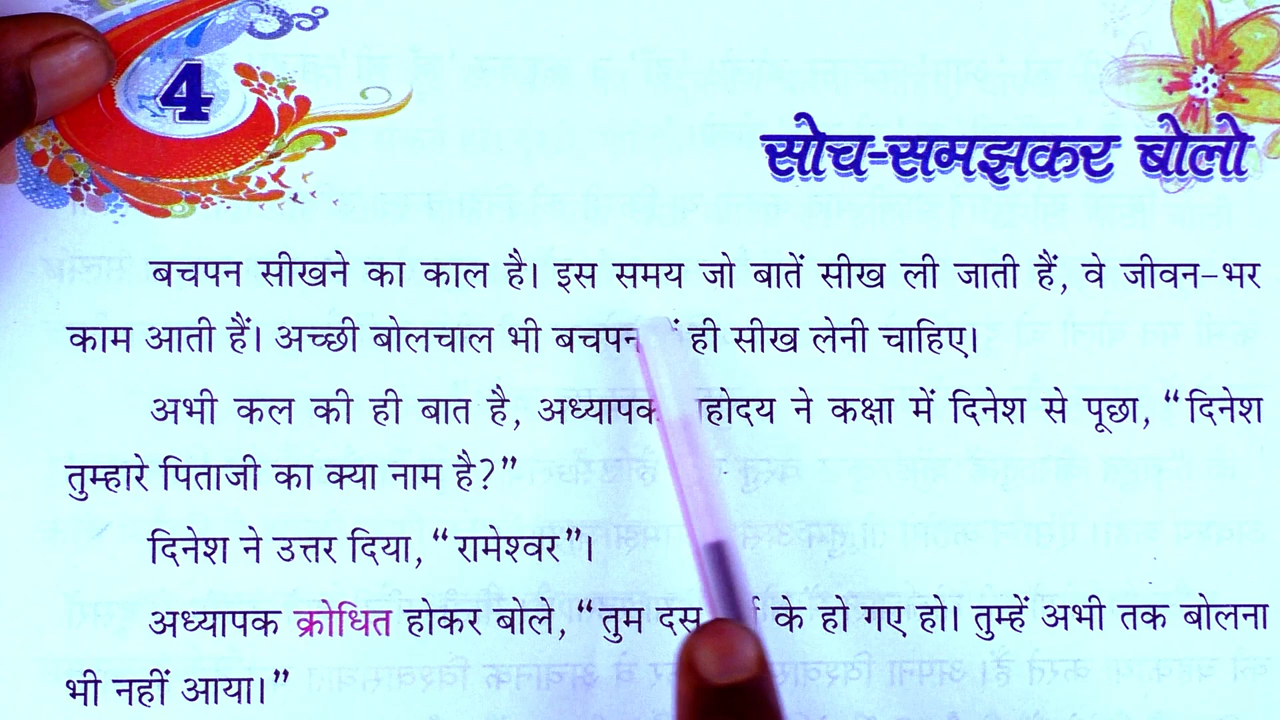 4
सोच-समझकर बोलो
बचपन सीखने का काल है। इस समय जो बातें सीख ली जाती हैं, वे जीवन-भर
काम आती हैं। अच्छी बोलचाल भी बचपन ही सीख लेनी चाहिए।
अभी कल की ही बात है, अध्यापक होदय ने कक्षा में दिनेश से पूछा, “दिनेश
तुम्हारे पिताजी का क्या नाम है?”
दिनेश ने उत्तर दिया, “रामेश्वर”।
अध्यापक क्रोधित होकर बोले, “तुम दस के हो गए हो। तुम्हें अभी तक बोलना
भी नहीं आया।”